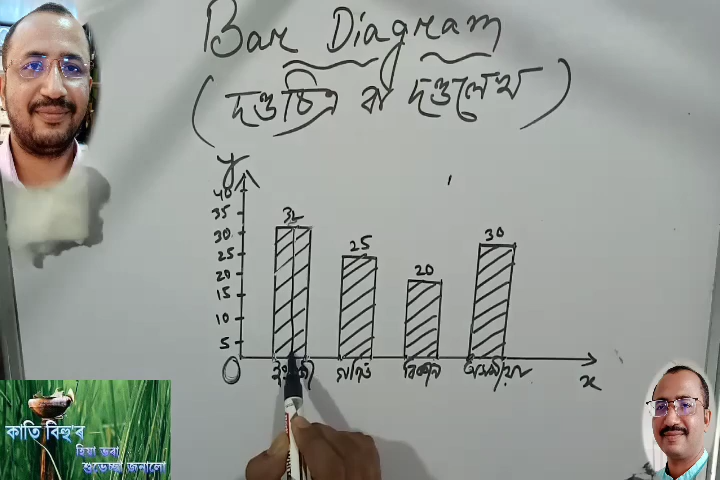 Bar Diagram
(দণ্ডচিত্ৰ বা দণ্ডলেখ)
y
40
35
30
25
20
15
10
5
0
32
25
20
30
গণিত
বিজ্ঞান
অসমীয়া
x
কাতি বিহু'ৰ
হিয়া ভৰা
শুভেচ্ছা জনালো